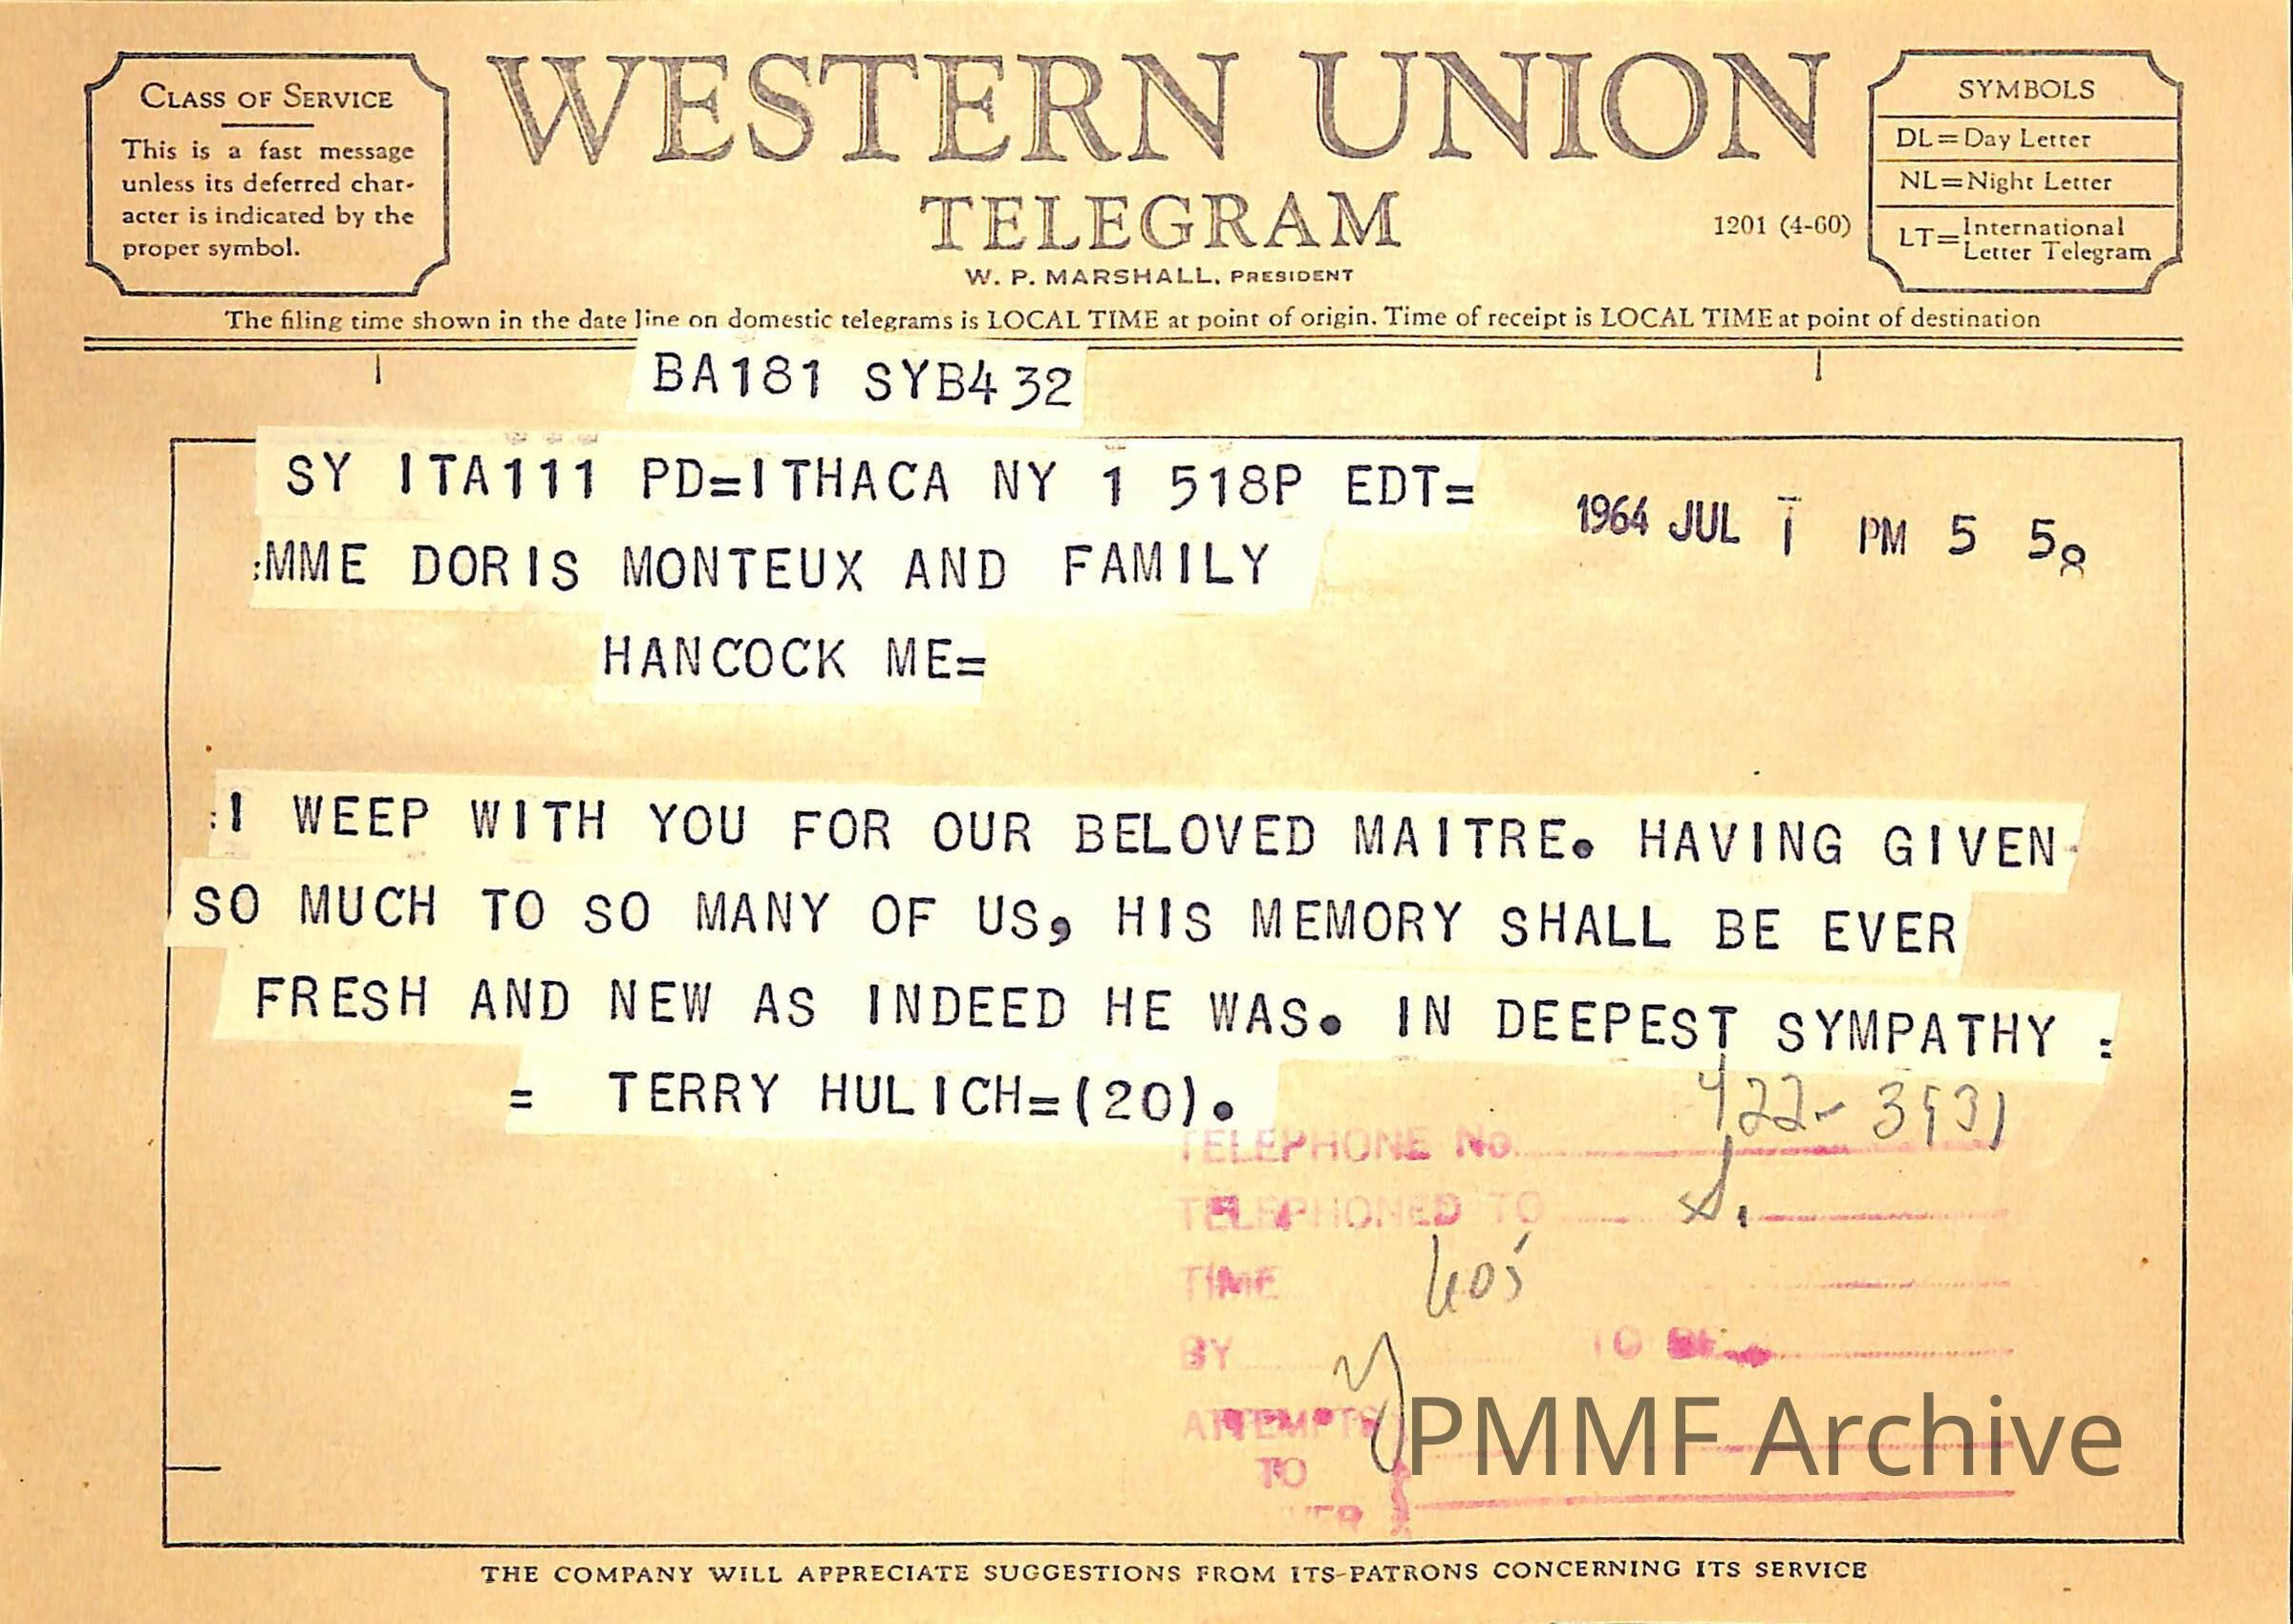 CLASS OF SERVICE
This is a fast message
unless its deferred char-
acter is indicated by the
proper symbol.
WESTERN UNION
TELEGRAM
W. P. MARSHALL, PRESIDENT
1201 (4-60)
SYMBOLS
DL=Day Letter
NL=Night Letter
LT=International Letter Telegram
The filing time shown in the date line on domestic telegrams is LOCAL TIME at point of origin. Time of receipt is LOCAL TIME at point of destination
BA181 SYB432
SY ITA111 PD=ITHACA NY 1 518P EDT=
1964 JUL 1 PM 5 58
:MME DORIS MONTEUX AND FAMILY
HANCOCK ME=
:I WEEP WITH YOU FOR OUR BELOVED MAITRE. HAVING GIVEN
SO MUCH TO SO MANY OF US, HIS MEMORY SHALL BE EVER
FRESH AND NEW AS INDEED HE WAS. IN DEEPEST SYMPATHY :
= TERRY HULICH=(20).
TELEPHONE No. 422-3531
TELEPHONED TO
TIME 605
BY TO BE
ATTEMPTS
TO
PMMF Archive
THE COMPANY WILL APPRECIATE SUGGESTIONS FROM ITS PATRONS CONCERNING ITS SERVICE